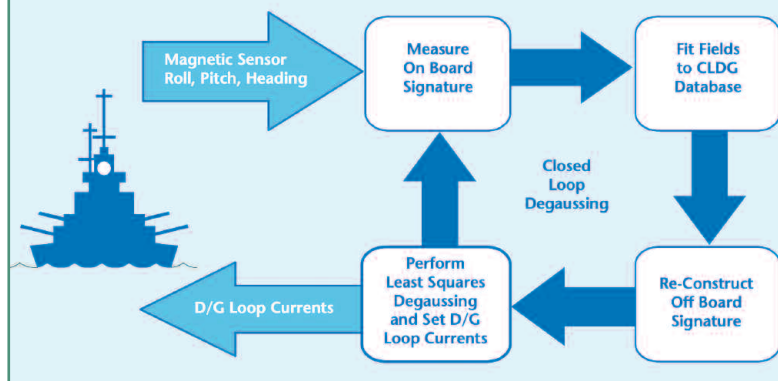 Magnetic Sensor
Roll, Pitch, Heading
Measure
On Board
Signature
Fit Fields
to CLDG
Database
Closed
Loop
Degaussing
Re-Construct
Off Board
Signature
Perform
Least Squares
Degaussing
and Set D/G
Loop Currents
D/G Loop Currents